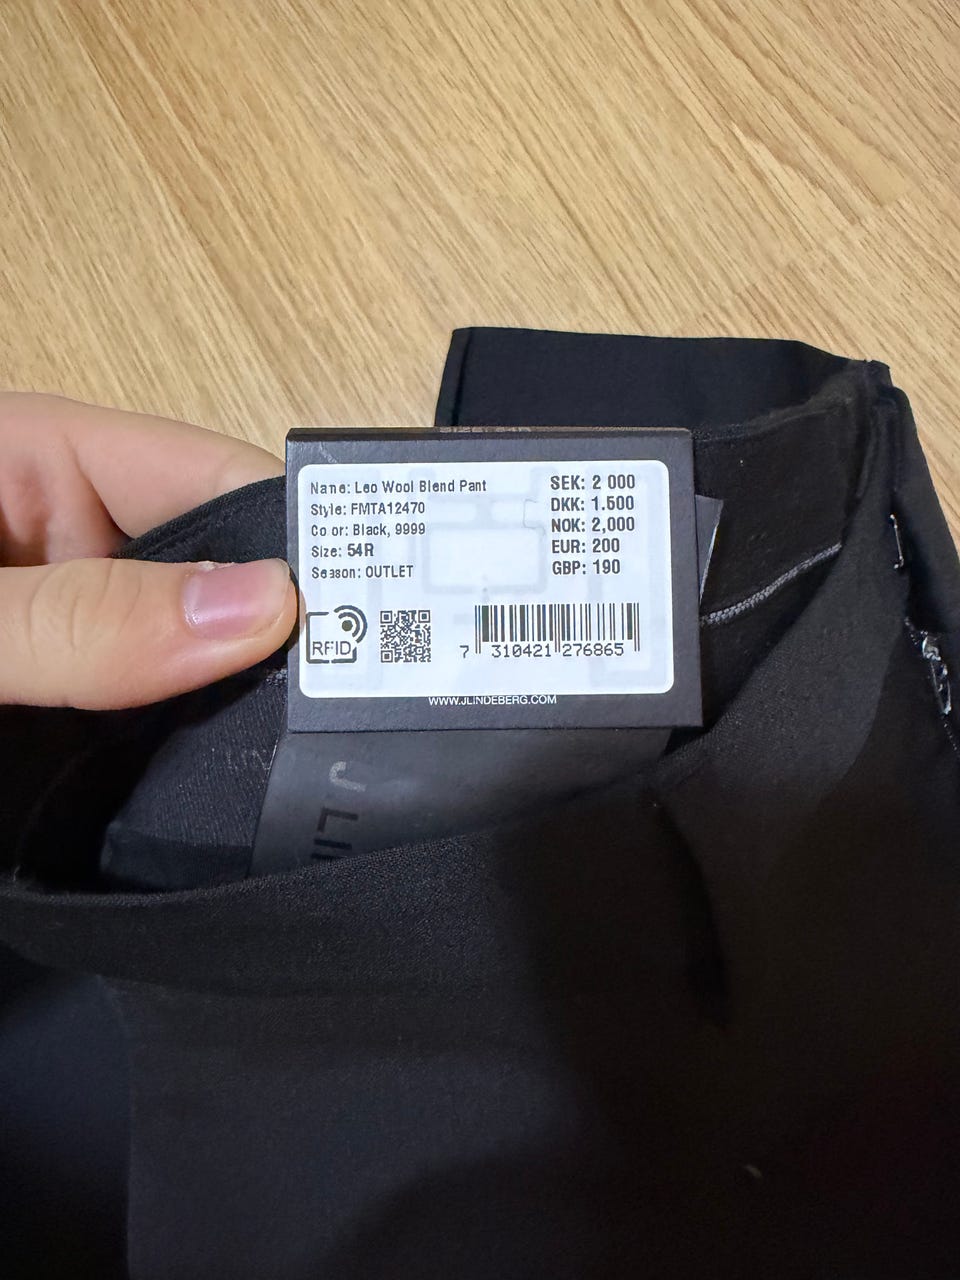 Name: Leo Wool Blend Pant
Style: FMTA12470
Co or: Black, 9999
Size: 54R
Season: OUTLET
SEK: 2 000
DKK: 1.500
NOK: 2,000
EUR: 200
GBP: 190
RFID
7 310421 276865
WWW.JLINDEBERG.COM
J.LI